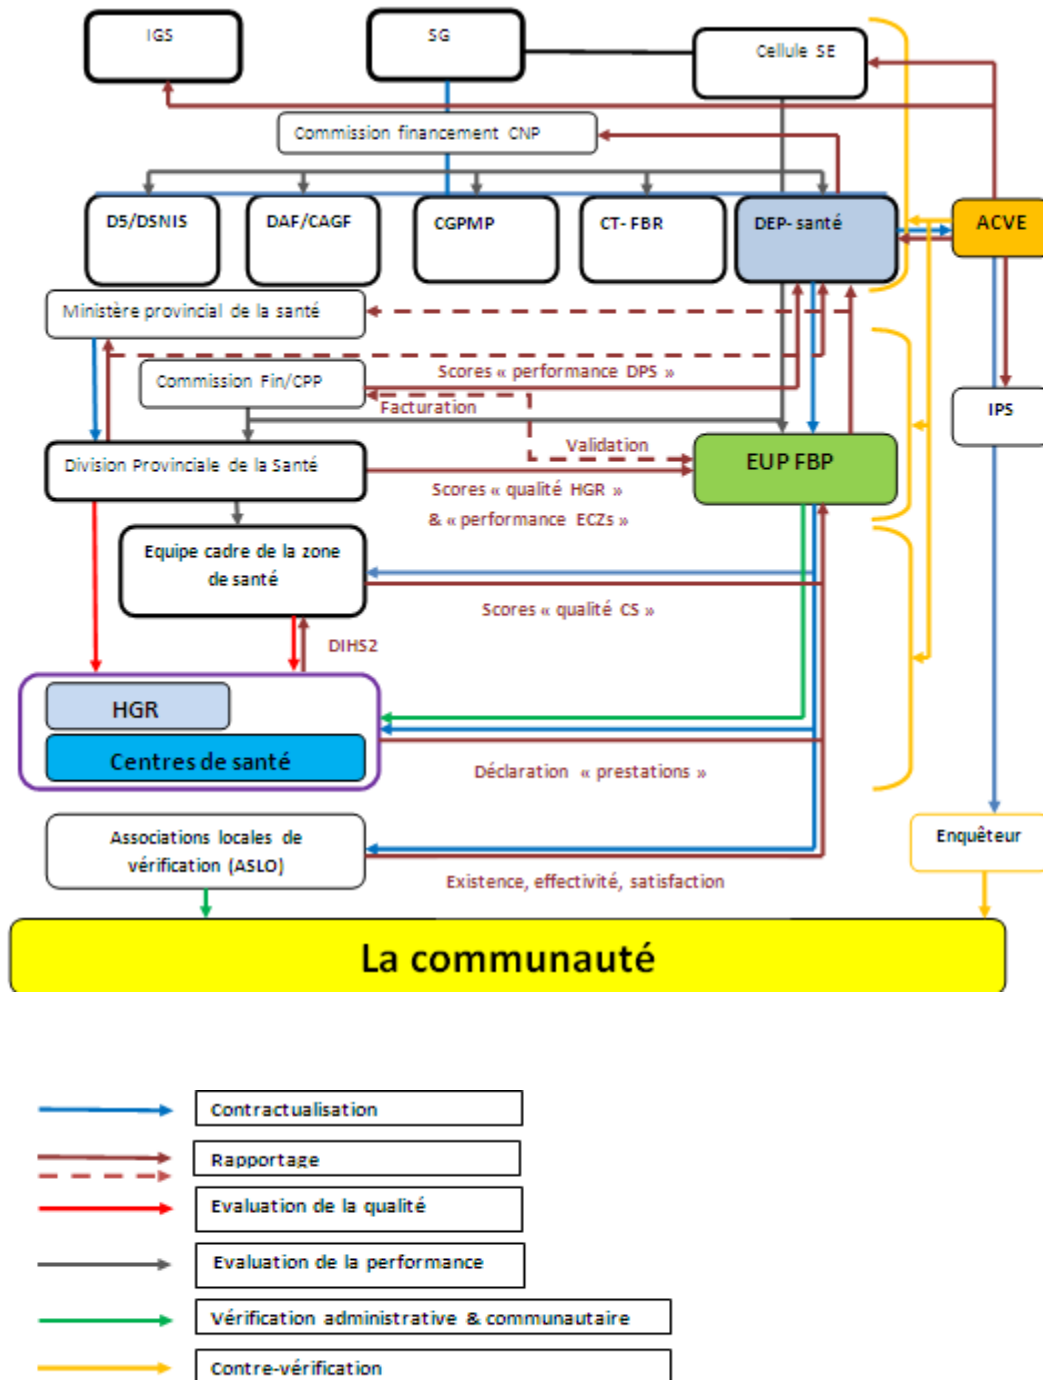 IGS
SG
Cellule SE
Commission financement CNP
D5/DSNIS
DAF/CAGF
CGPMP
CT- FBR
DEP- santé
ACVE
Ministère provincial de la santé
Commission Fin/CPP
Scores « performance DPS »
Facturation
IPS
Validation
Division Provinciale de la Santé
EUP FBP
Scores « qualité HGR »
& « performance ECZs »
Equipe cadre de la zone
de santé
Scores « qualité CS »
DIHS2
HGR
Centres de santé
Déclaration « prestations »
Associations locales de
vérification (ASLO)
Enquêteur
Existence, effectivité, satisfaction
La communauté
Contractualisation
Rapportage
Evaluation de la qualité
Evaluation de la performance
Vérification administrative & communautaire
Contre-vérification